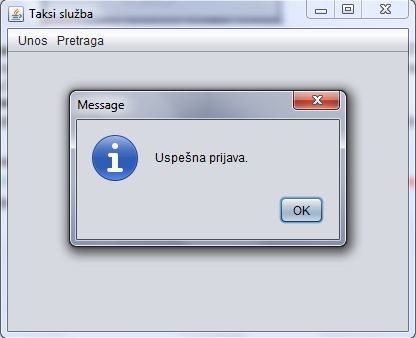 Taksi služba
Unos Pretraga
Message
Uspešna prijava.
OK